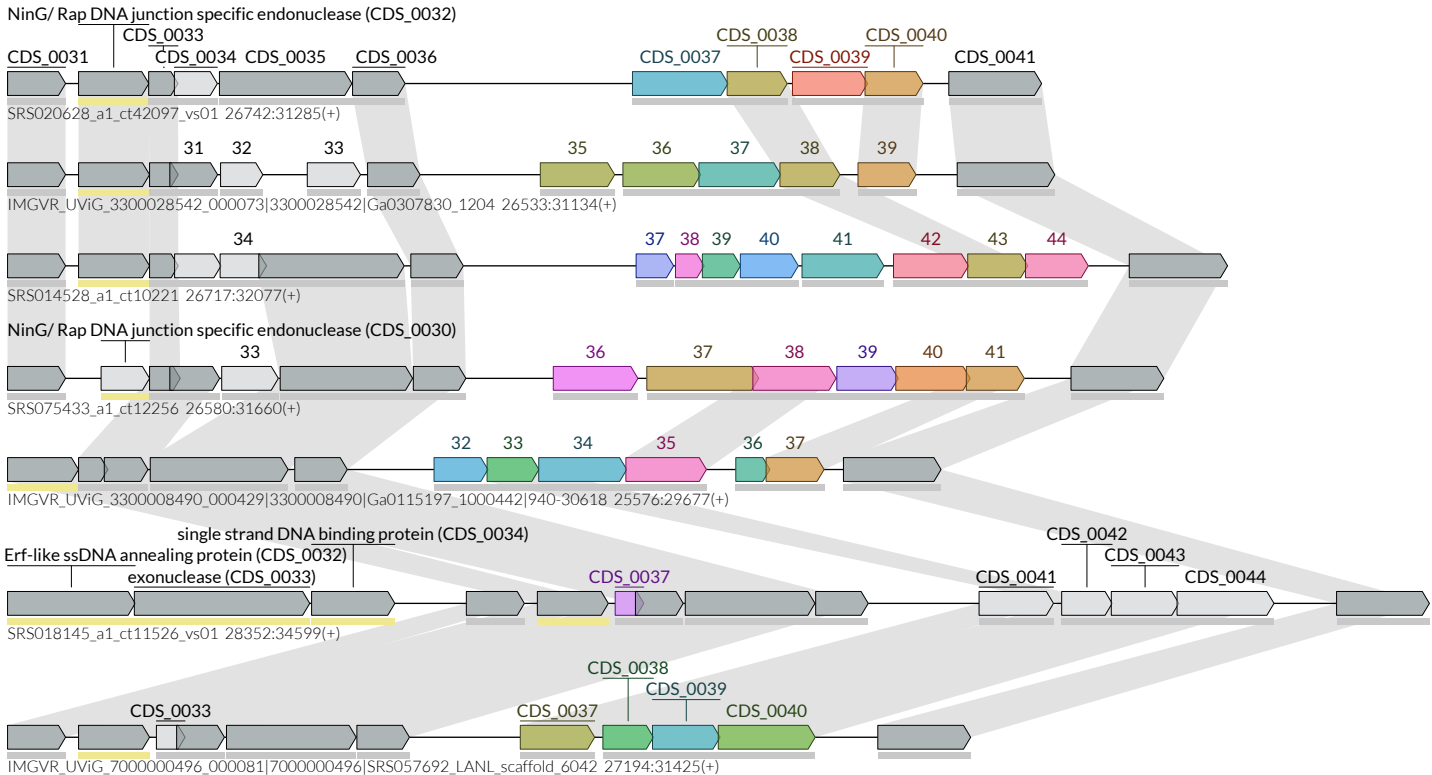 NinG/ Rap DNA junction specific endonuclease (CDS_0032)
CDS_0033 CDS_0038 CDS_0040
CDS_0031 CDS_0034 CDS_0035 CDS_0036 CDS_0037 CDS_0039 CDS_0041
SRS020628_a1_ct42097_vs01 26742:31285(+)
31 32 33 35 36 37 38 39
IMGVR_UViG_3300028542_000073|3300028542|Ga0307830_1204 26533:31134(+)
34 37 38 39 40 41 42 43 44
SRS014528_a1_ct10221 26717:32077(+)
NinG/ Rap DNA junction specific endonuclease (CDS_0030)
33 36 37 38 39 40 41
SRS075433_a1_ct12256 26580:31660(+)
32 33 34 35 36 37
IMGVR_UViG_3300008490_000429|3300008490|Ga0115197_1000442|940-30618 25576:29677(+)
single strand DNA binding protein (CDS_0034) CDS_0042
Erf-like ssDNA annealing protein (CDS_0032) CDS_0043
exonuclease (CDS_0033) CDS_0037 CDS_0041 CDS_0044
SRS018145_a1_ct11526_vs01 28352:34599(+)
CDS_0038
CDS_0039
CDS_0033 CDS_0037 CDS_0040
IMGVR_UViG_7000000496_000081|7000000496|SRS057692_LANL_scaffold_6042 27194:31425(+)